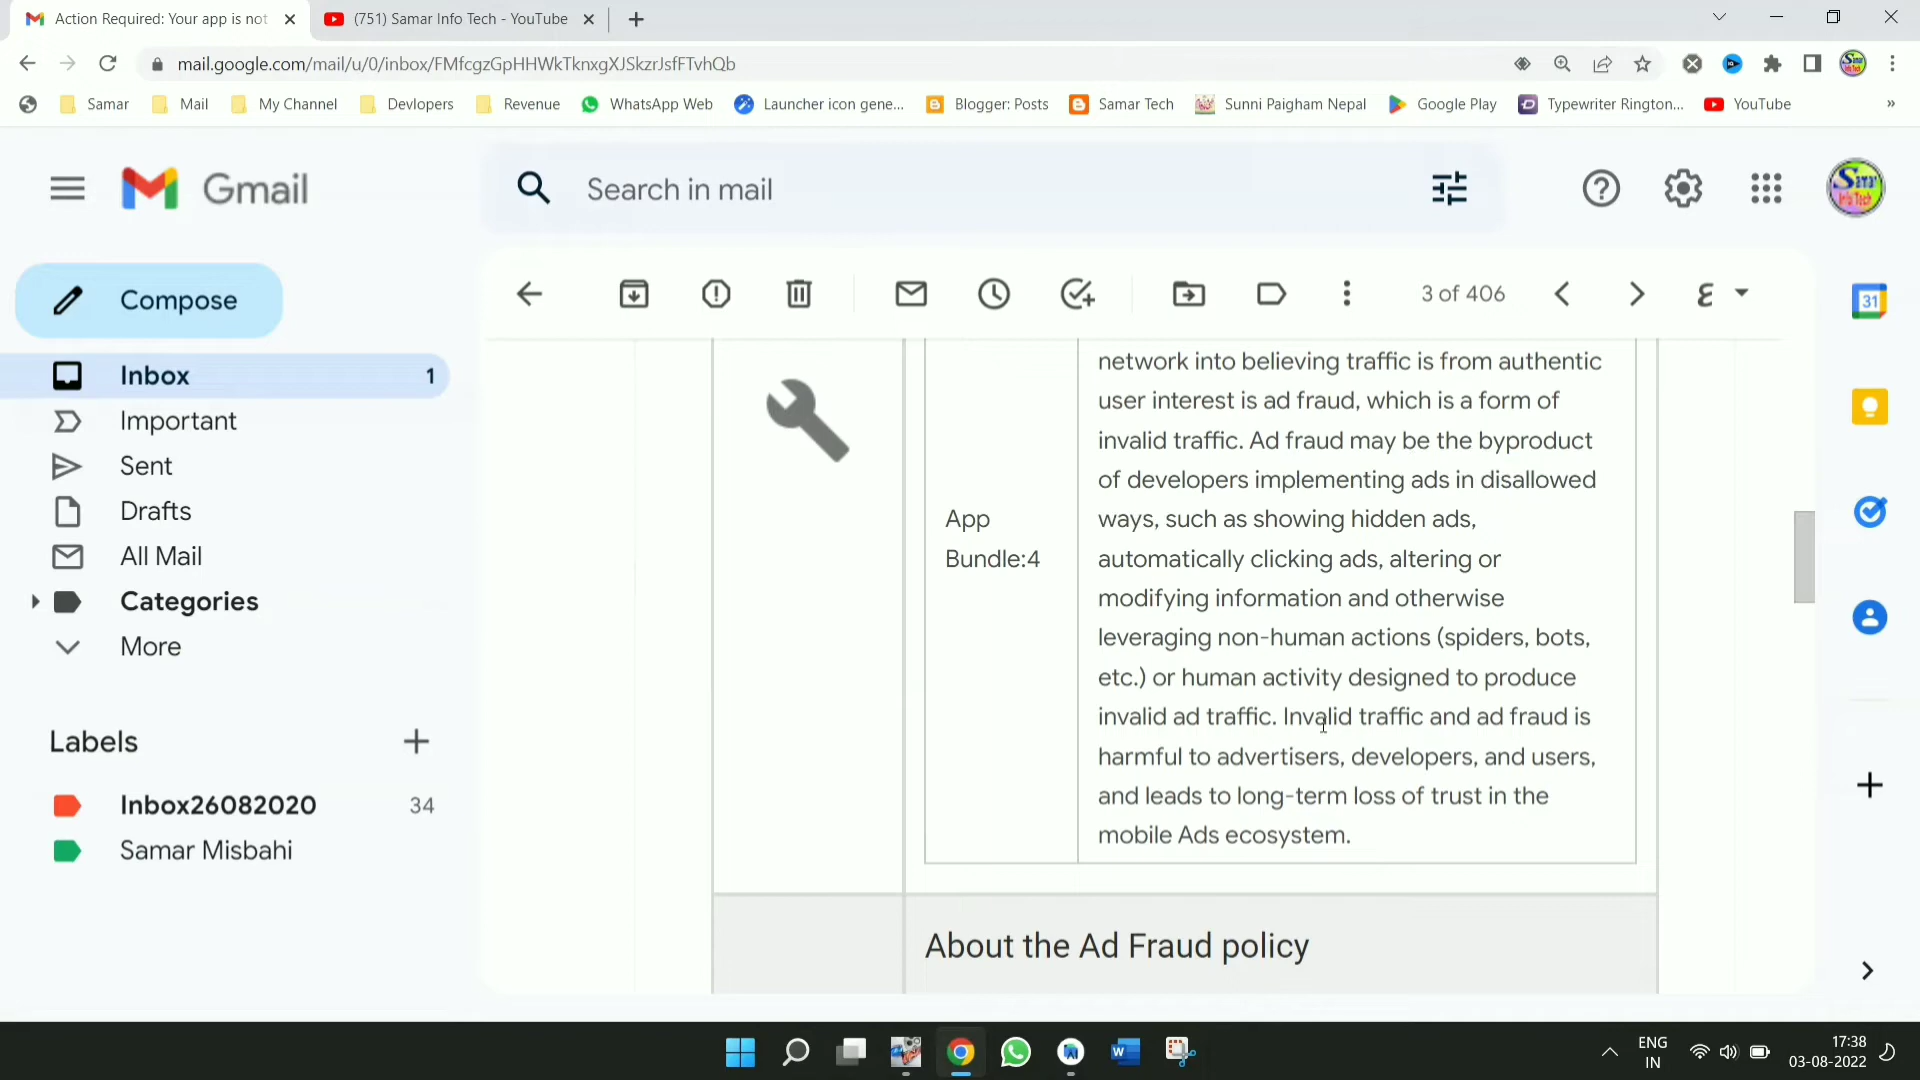 Action Required: Your app is not
(751) Samar Info Tech - YouTube
mail.google.com/mail/u/0/inbox/FMfcgzGpHHWkTknxgXJSkzrJsfFTvhQb
Samar
Mail
My Channel
Devlopers
Revenue
WhatsApp Web
Launcher icon gene...
Blogger: Posts
Samar Tech
Sunni Paigham Nepal
Google Play
Typewriter Rington...
YouTube
»
Gmail
Search in mail
Samar
Info Tech
Compose
3 of 406
Inbox 1
Important
Sent
Drafts
All Mail
Categories
More
Labels
Inbox26082020 34
Samar Misbahi
31
App
Bundle:4
network into believing traffic is from authentic
user interest is ad fraud, which is a form of
invalid traffic. Ad fraud may be the byproduct
of developers implementing ads in disallowed
ways, such as showing hidden ads,
automatically clicking ads, altering or
modifying information and otherwise
leveraging non-human actions (spiders, bots,
etc.) or human activity designed to produce
invalid ad traffic. Invalid traffic and ad fraud is
harmful to advertisers, developers, and users,
and leads to long-term loss of trust in the
mobile Ads ecosystem.
About the Ad Fraud policy
ENG
IN
17:38
03-08-2022